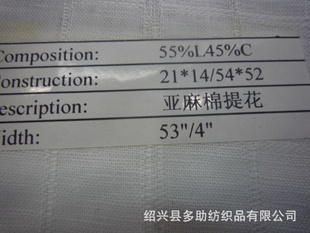 Composition: 55%L45%C
Construction: 21*14/54*52
Description: 亚麻棉提花
Width: 53"/4"
绍兴县多助纺织品有限公司